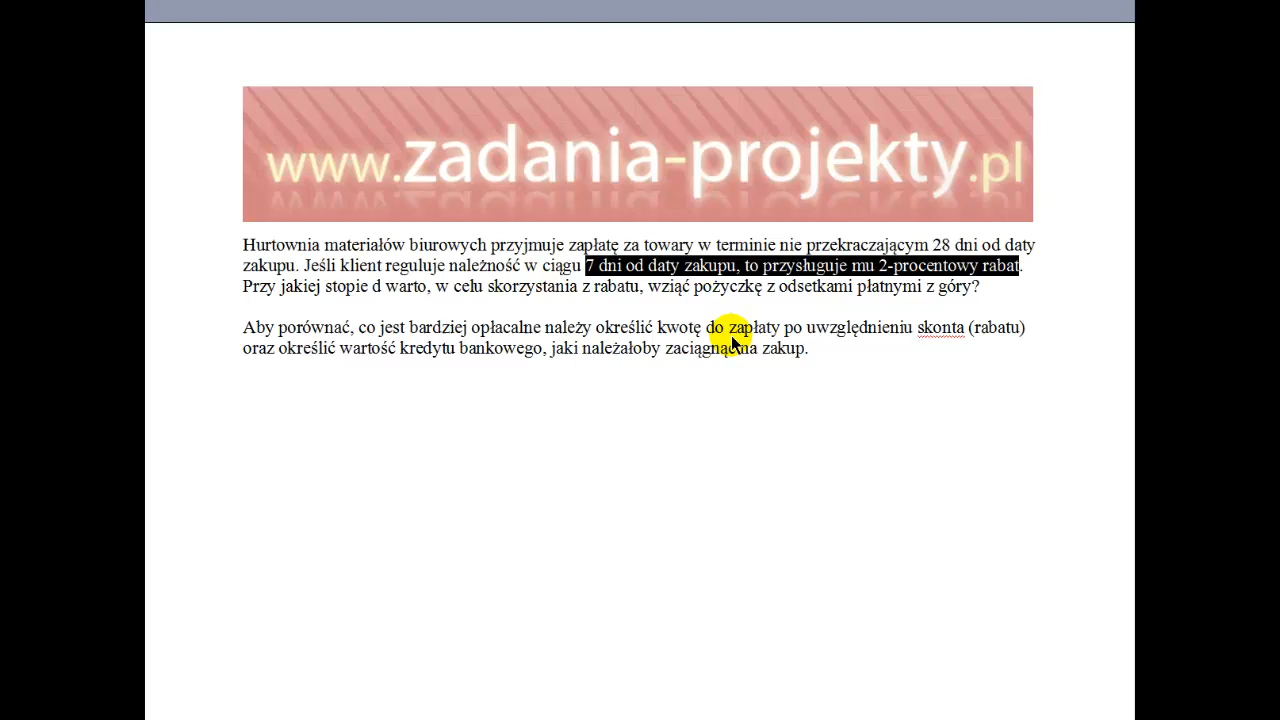 www.zadania-projekty.pl
Hurtownia materiałów biurowych przyjmuje zapłatę za towary w terminie nie przekraczającym 28 dni od daty
zakupu. Jeśli klient reguluje należność w ciągu 7 dni od daty zakupu, to przysługuje mu 2-procentowy rabat.
Przy jakiej stopie d warto, w celu skorzystania z rabatu, wziąć pożyczkę z odsetkami płatnymi z góry?
Aby porównać, co jest bardziej opłacalne należy określić kwotę do zapłaty po uwzględnieniu skonta (rabatu)
oraz określić wartość kredytu bankowego, jaki należałoby zaciągnąć na zakup.